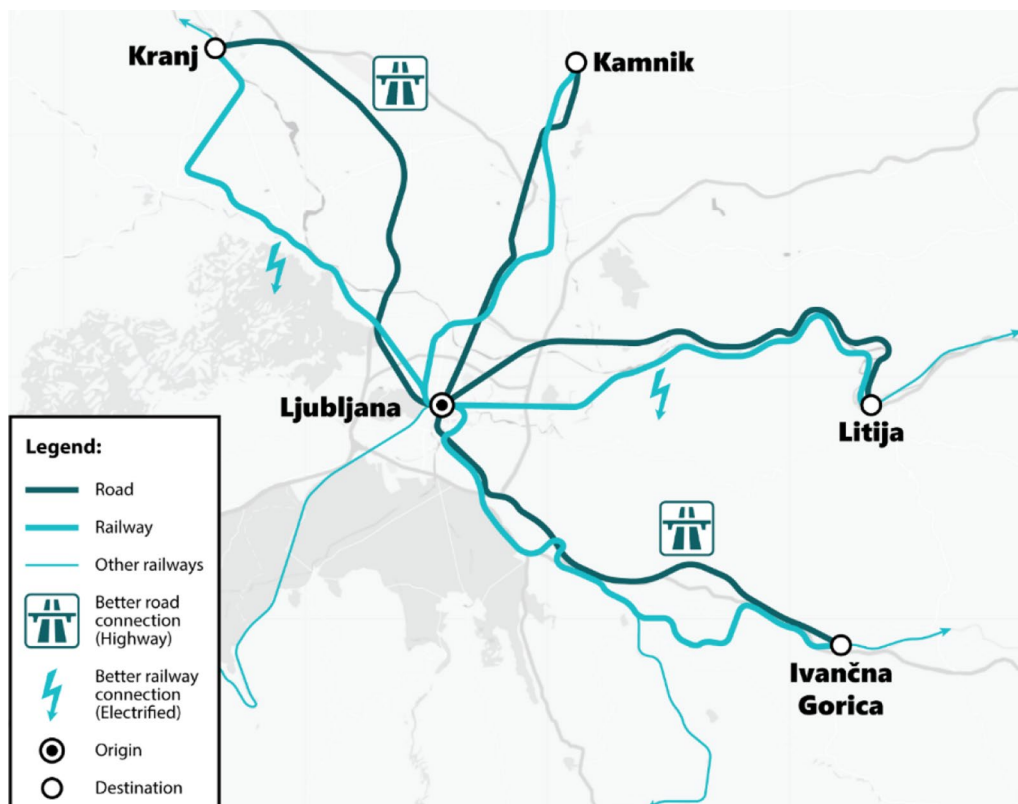 Kranj
Kamnik
Ljubljana
Litija
Ivančna
Gorica
Legend:
Road
Railway
Other railways
Better road
connection
(Highway)
Better railway
connection
(Electrified)
Origin
Destination